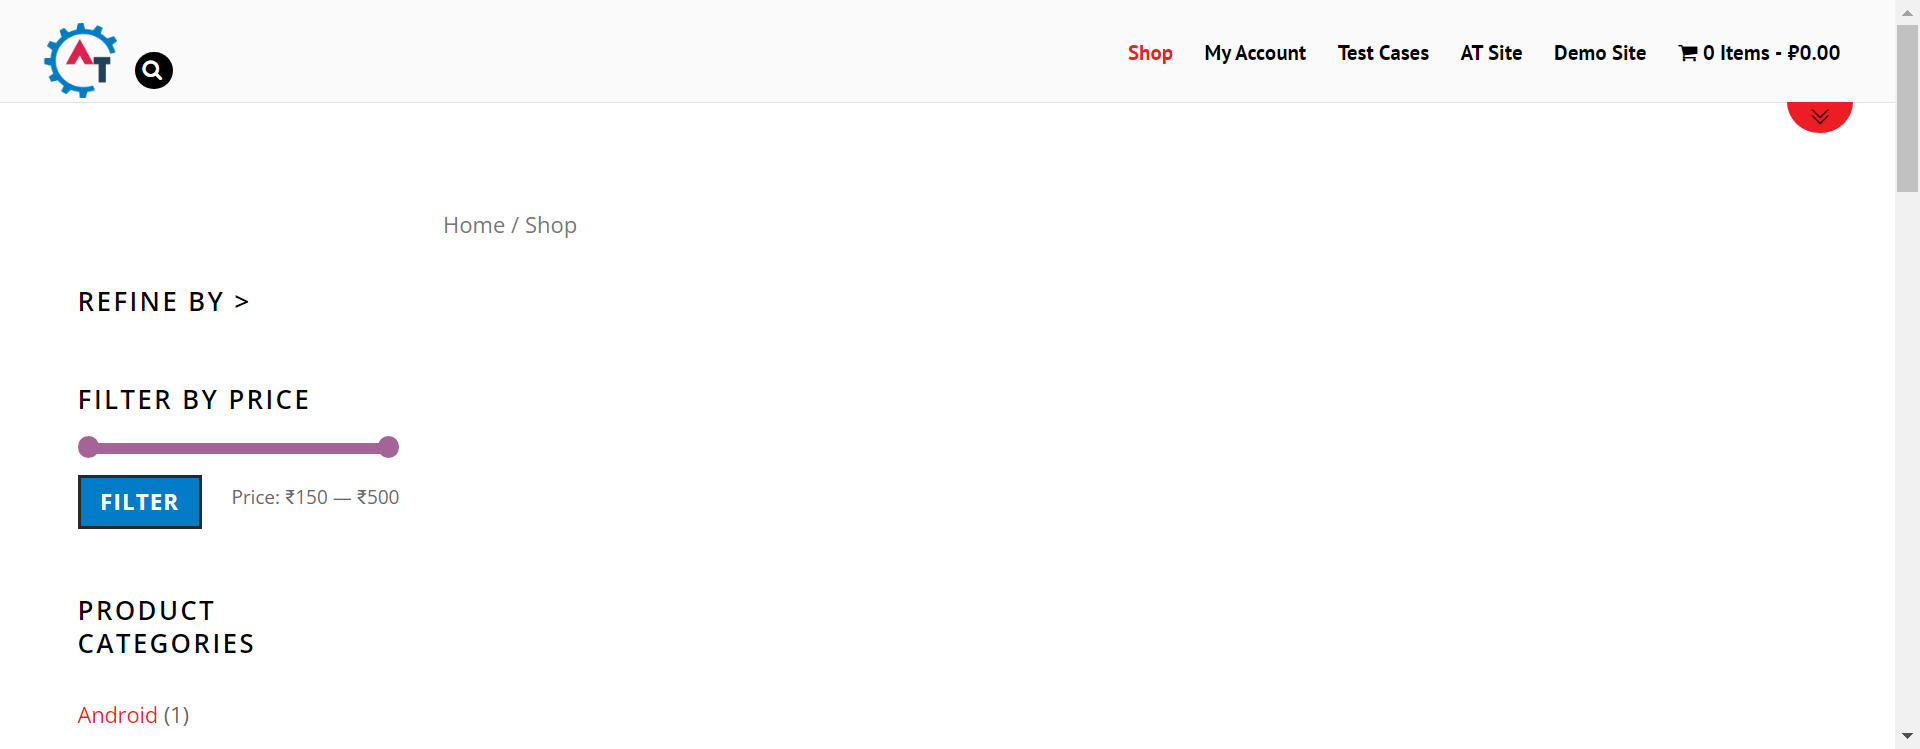 AT
Shop My Account Test Cases AT Site Demo Site 0 Items - ₽0.00
Home / Shop
REFINE BY >
FILTER BY PRICE
FILTER Price: ₹150 — ₹500
PRODUCT
CATEGORIES
Android (1)